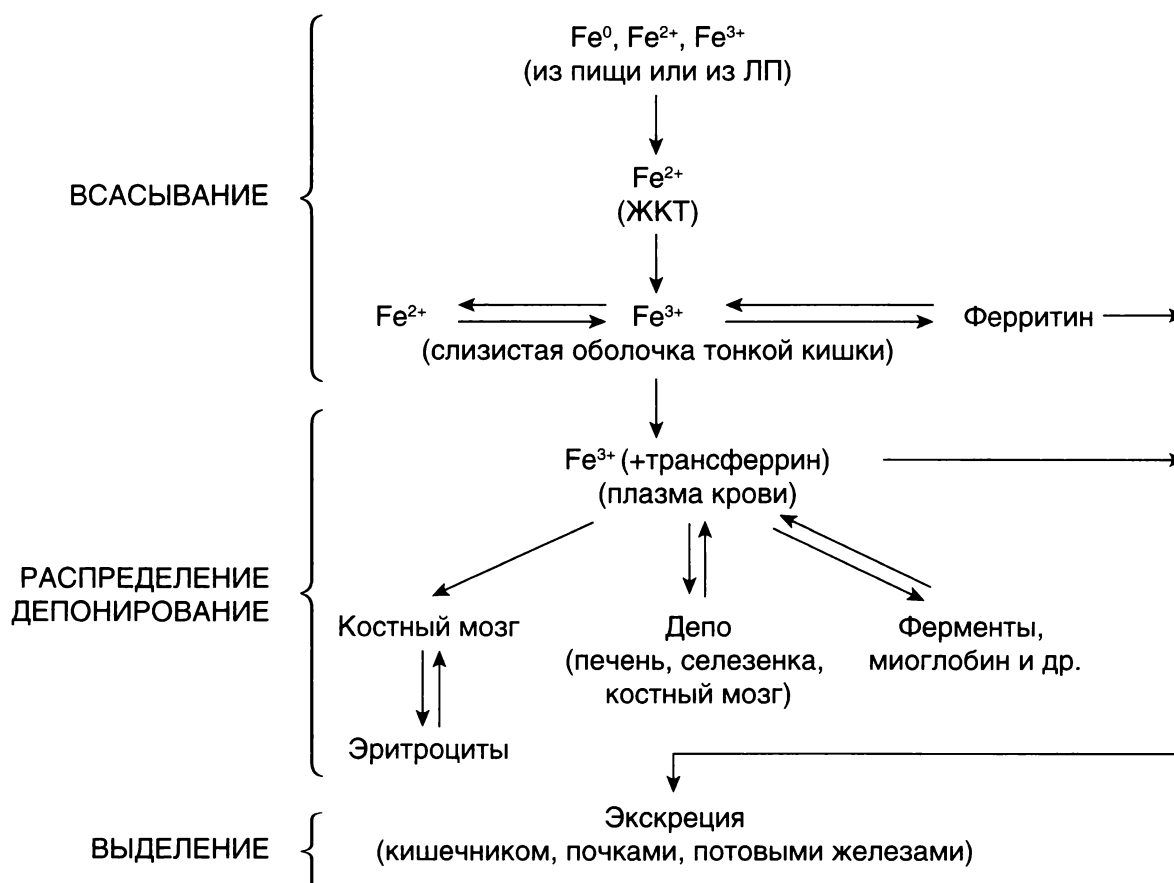 Fe⁰, Fe²⁺, Fe³⁺
(из пищи или из ЛП)
ВСАСЫВАНИЕ
Fe²⁺
(ЖКТ)
Fe²⁺ Fe³⁺ Ферритин
(слизистая оболочка тонкой кишки)
Fe³⁺ (+трансферрин)
(плазма крови)
РАСПРЕДЕЛЕНИЕ
ДЕПОНИРОВАНИЕ
Костный мозг Депо Ферменты,
(печень, селезенка, миоглобин и др.
костный мозг)
Эритроциты
Экскреция
ВЫДЕЛЕНИЕ (кишечником, почками, потовыми железами)